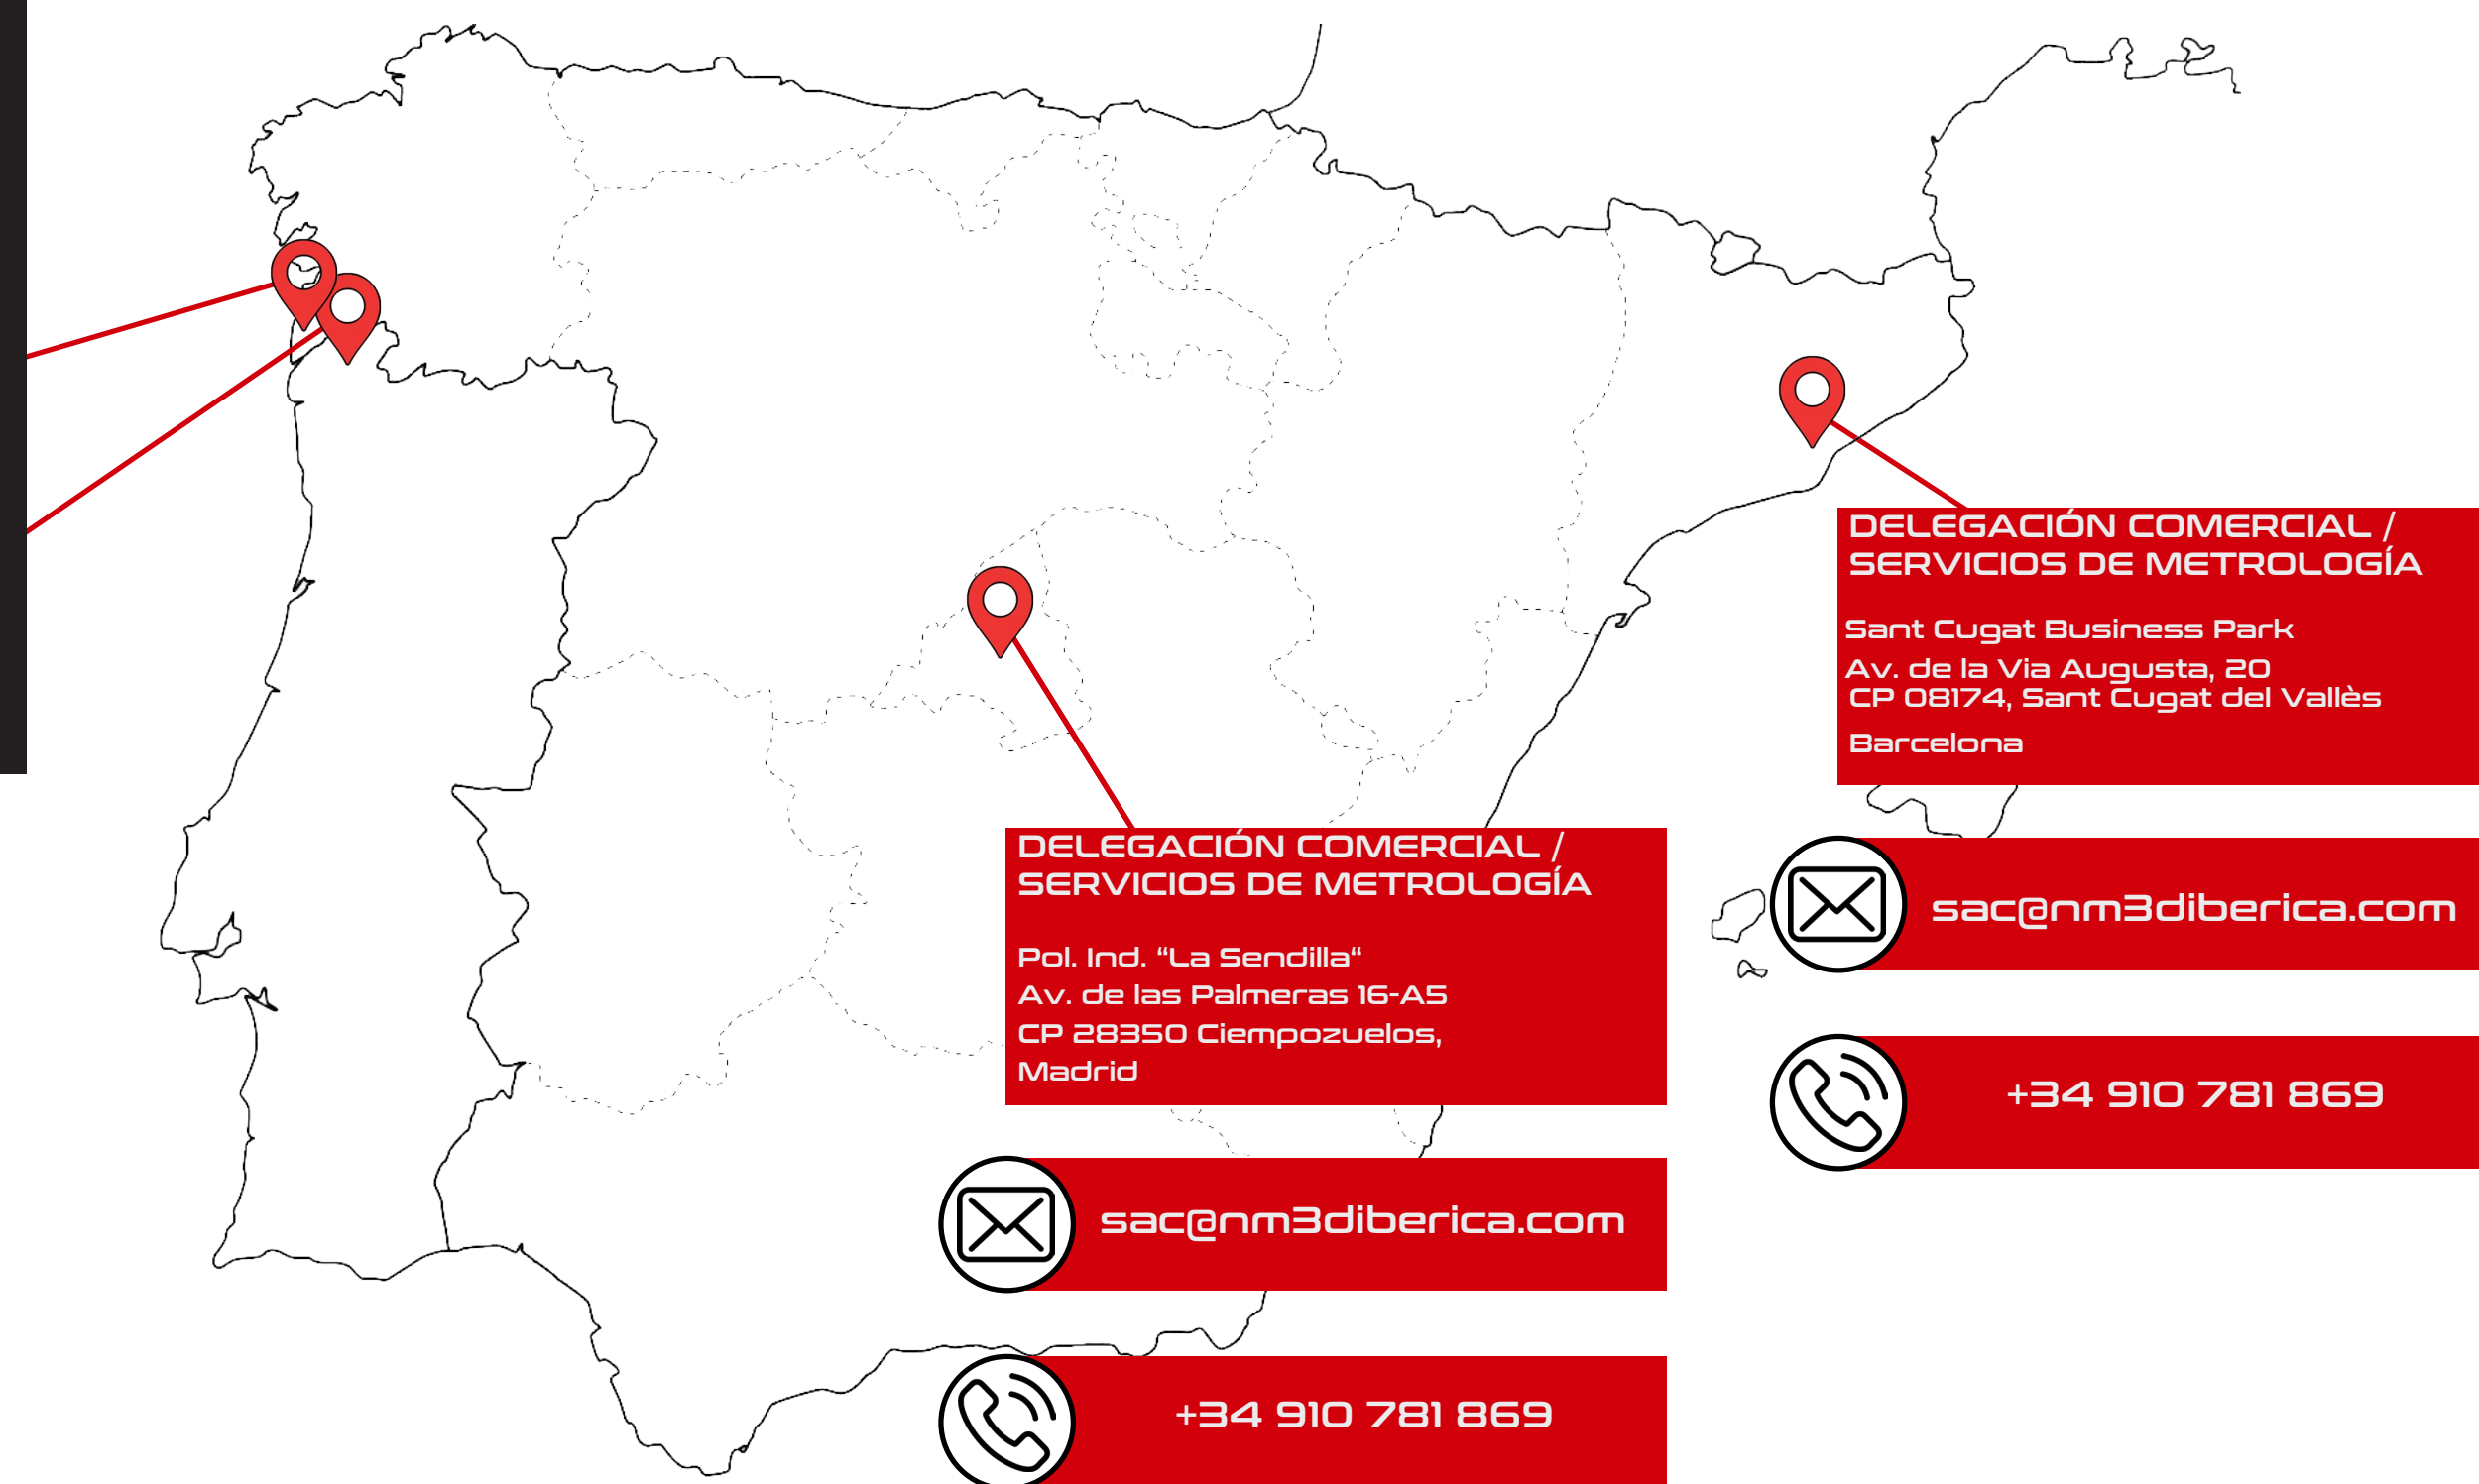 DELEGACIÓN COMERCIAL /
SERVICIOS DE METROLOGÍA
Sant Cugat Business Park
Av. de la Via Augusta, 20
CP 08174, Sant Cugat del Vallès
Barcelona
sac@nm3diberica.com
+34 910 781 869
DELEGACIÓN COMERCIAL /
SERVICIOS DE METROLOGÍA
Pol. Ind. “La Sendilla“
Av. de las Palmeras 16-A5
CP 28350 Ciempozuelos,
Madrid
sac@nm3diberica.com
+34 910 781 869